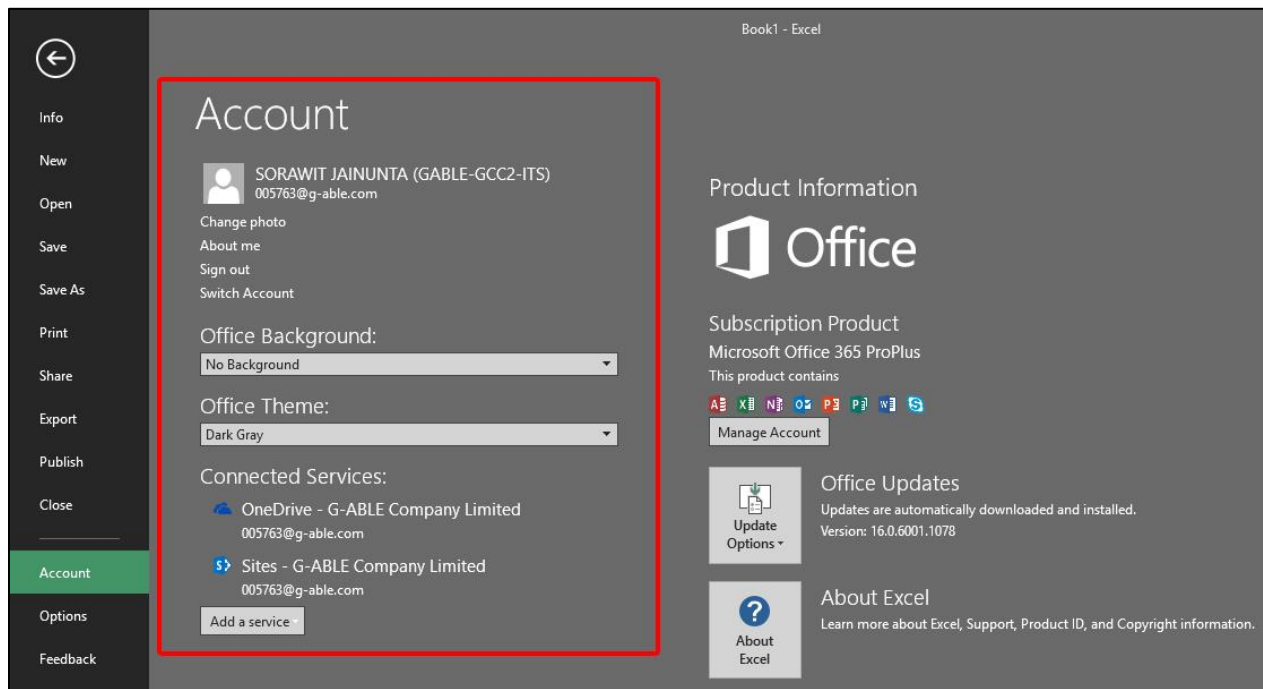 Book1 - Excel
Info
New
Open
Save
Save As
Print
Share
Export
Publish
Close
Account
Options
Feedback
Account
SORAWIT JAINUNTA (GABLE-GCC2-ITS)
005763@g-able.com
Change photo
About me
Sign out
Switch Account
Office Background:
No Background
Office Theme:
Dark Gray
Connected Services:
OneDrive - G-ABLE Company Limited
005763@g-able.com
Sites - G-ABLE Company Limited
005763@g-able.com
Add a service
Product Information
Office
Subscription Product
Microsoft Office 365 ProPlus
This product contains
Manage Account
Update
Options
Office Updates
Updates are automatically downloaded and installed.
Version: 16.0.6001.1078
About
Excel
About Excel
Learn more about Excel, Support, Product ID, and Copyright information.